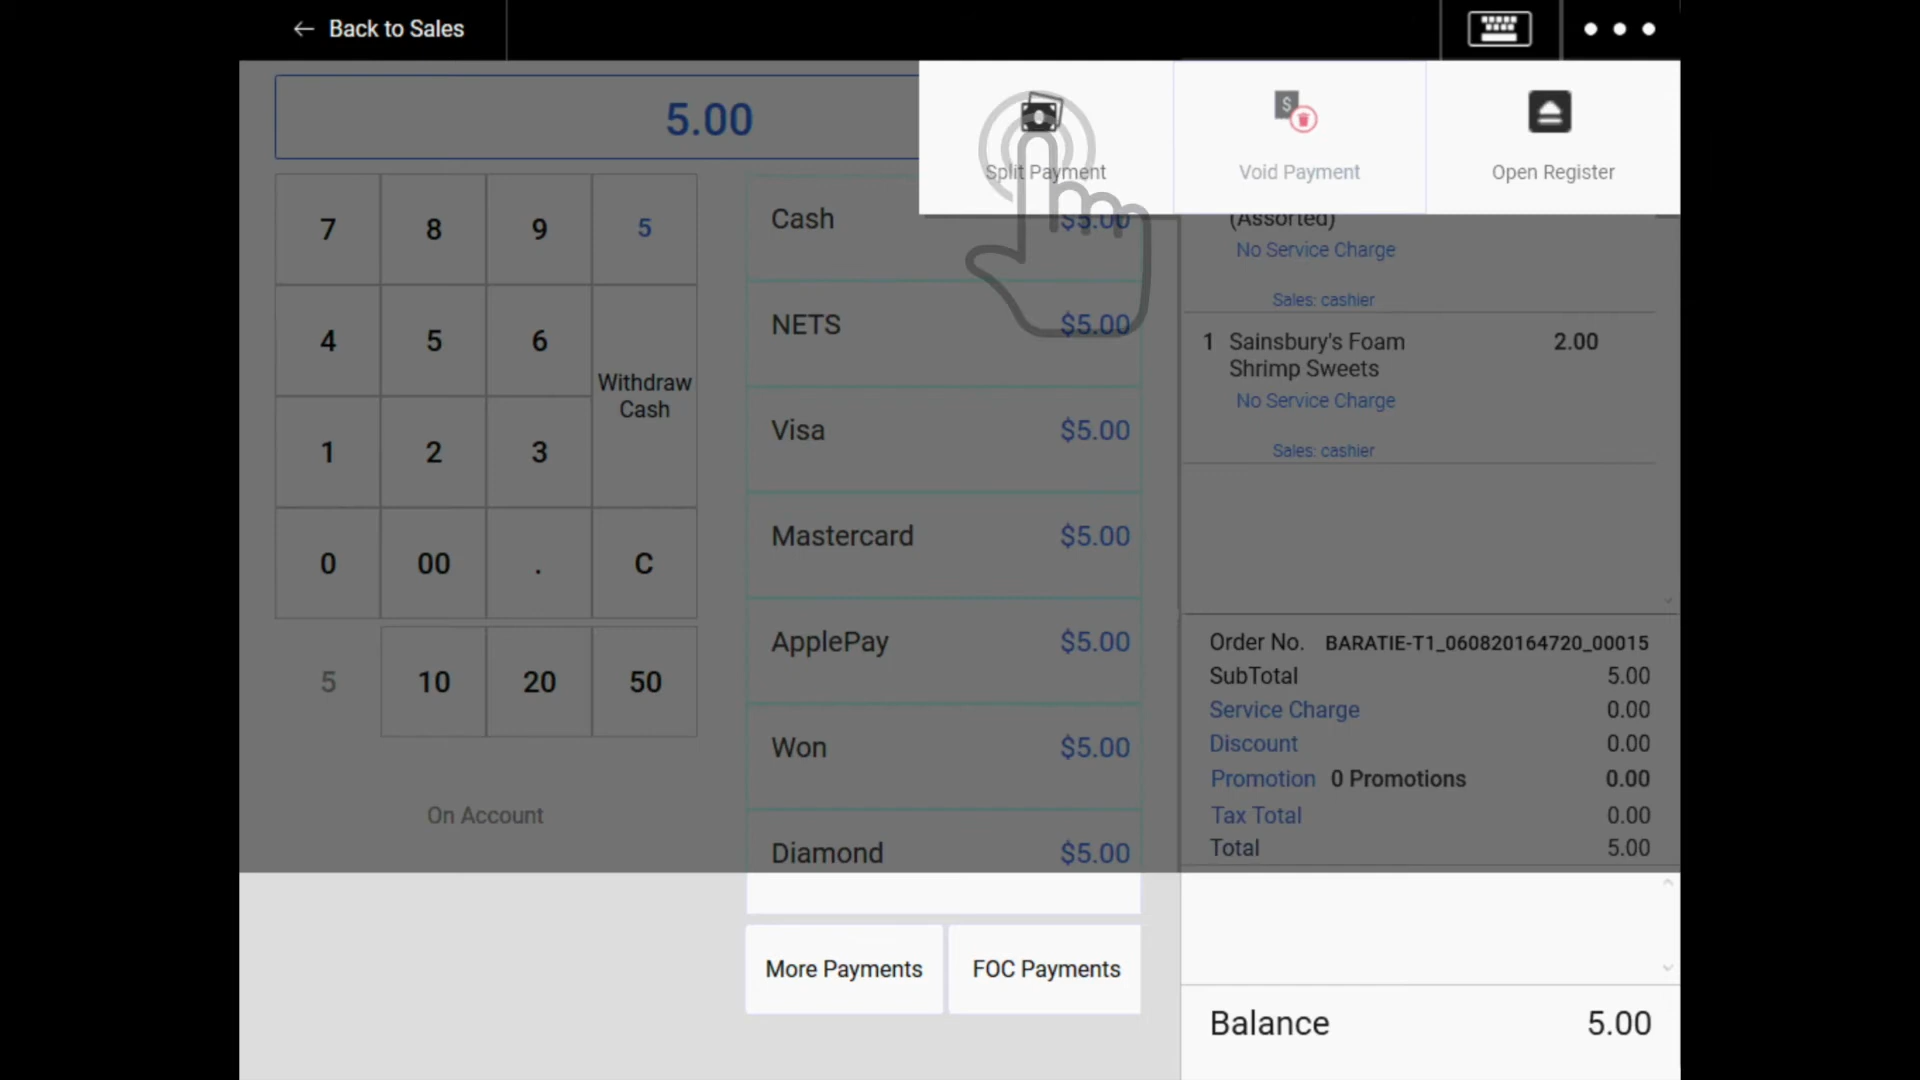 Back to Sales
5.00
Split Payment
Void Payment
Open Register
7 8 9 5
4 5 6
Withdraw
Cash
1 2 3
0 00 . C
5 10 20 50
On Account
Cash $5.00
NETS $5.00
Visa $5.00
Mastercard $5.00
ApplePay $5.00
Won $5.00
Diamond $5.00
More Payments
FOC Payments
(Assorted)
No Service Charge
Sales: cashier
1 Sainsbury's Foam 2.00
Shrimp Sweets
No Service Charge
Sales: cashier
Order No. BARATIE-T1_060820164720_00015
SubTotal 5.00
Service Charge 0.00
Discount 0.00
Promotion 0 Promotions 0.00
Tax Total 0.00
Total 5.00
Balance 5.00